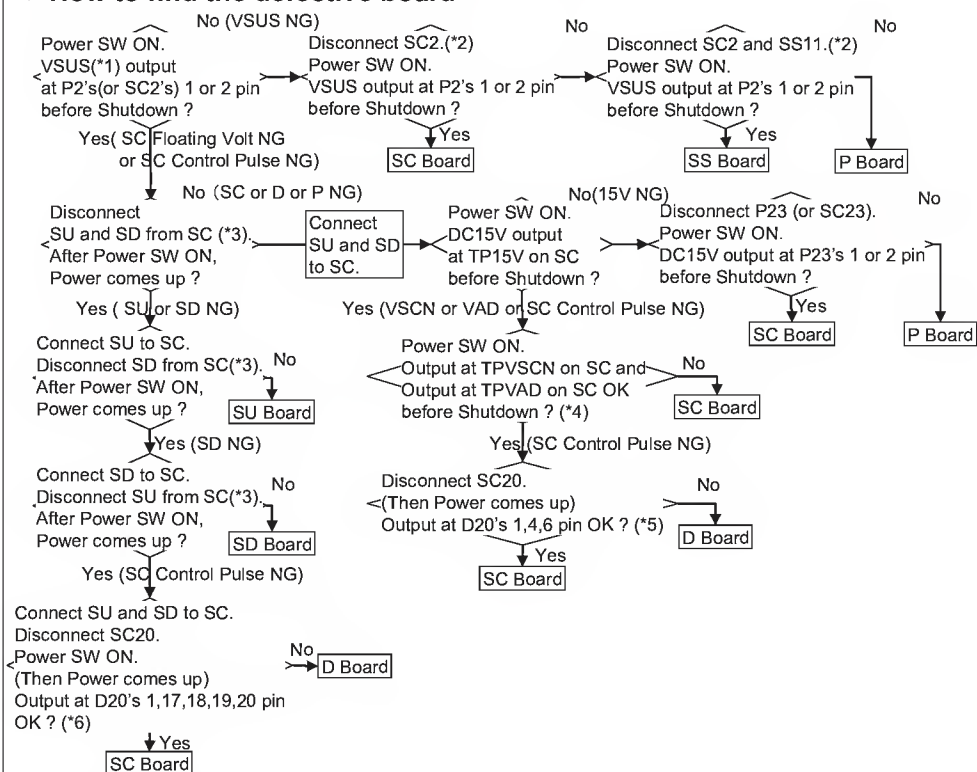 No (VSUS NG)
Power SW ON.
VSUS(*1) output
at P2's(or SC2's) 1 or 2 pin
before Shutdown ?
Disconnect SC2.(*2)
Power SW ON.
VSUS output at P2's 1 or 2 pin
before Shutdown ?
No
Disconnect SC2 and SS11.(*2)
Power SW ON.
VSUS output at P2's 1 or 2 pin
before Shutdown ?
No
Yes( SC Floating Volt NG
or SC Control Pulse NG)
Yes
SC Board
Yes
SS Board
P Board
No (SC or D or P NG)
Disconnect
SU and SD from SC (*3).
After Power SW ON,
Power comes up ?
Connect
SU and SD
to SC.
Power SW ON.
DC15V output
at TP15V on SC
before Shutdown ?
No(15V NG)
Disconnect P23 (or SC23).
Power SW ON.
DC15V output at P23's 1 or 2 pin
before Shutdown ?
No
Yes
SC Board
P Board
Yes ( SU or SD NG)
Connect SU to SC.
Disconnect SD from SC(*3).
After Power SW ON,
Power comes up ?
No
SU Board
Yes (VSCN or VAD or SC Control Pulse NG)
Power SW ON.
Output at TPVSCN on SC and
Output at TPVAD on SC OK
before Shutdown ? (*4)
No
SC Board
Yes (SD NG)
Connect SD to SC.
Disconnect SU from SC(*3).
After Power SW ON,
Power comes up ?
No
SD Board
Yes (SC Control Pulse NG)
Disconnect SC20.
(Then Power comes up)
Output at D20's 1,4,6 pin OK ? (*5)
No
D Board
Yes
SC Board
Yes (SC Control Pulse NG)
Connect SU and SD to SC.
Disconnect SC20.
Power SW ON.
(Then Power comes up)
Output at D20's 1,17,18,19,20 pin
OK ? (*6)
No
D Board
Yes
SC Board